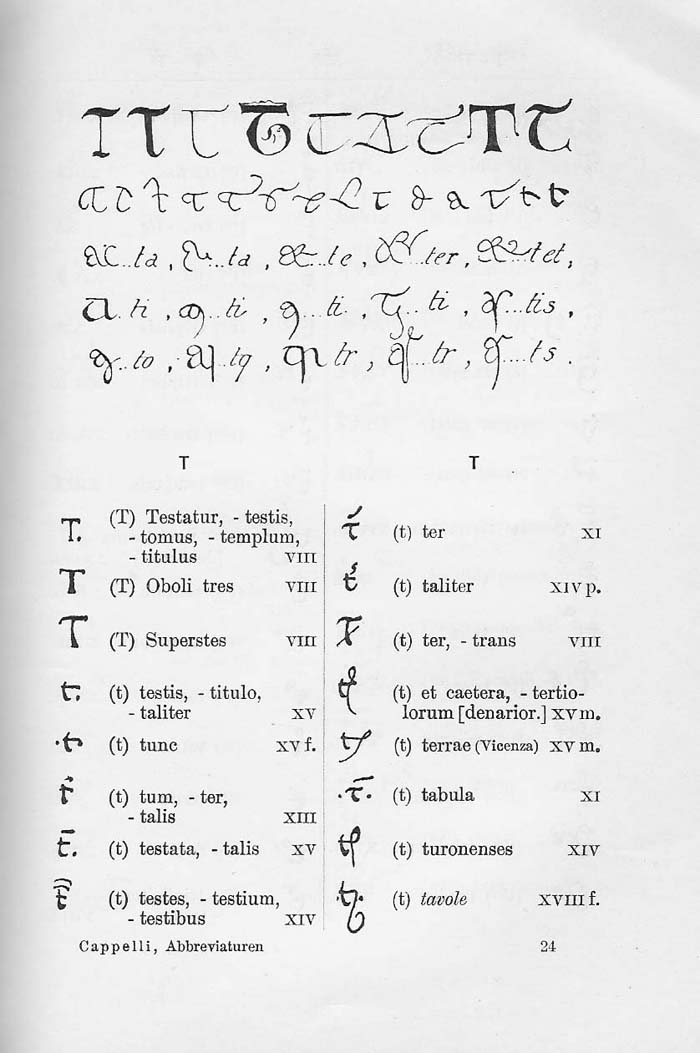 ta, ta, te, ter, tet,
ti, ti, ti, ti, tis,
to, tq, tr, tr, ts.
T
(T) Testatur, - testis,
- tomus, - templum,
- titulus VIII
(T) Oboli tres VIII
(T) Superstes VIII
(t) testis, - titulo,
- taliter XV
(t) tunc XV f.
(t) tum, - ter,
- talis XIII
(t) testata, - talis XV
(t) testes, - testium,
- testibus XIV
T
(t) ter XI
(t) taliter XIV p.
(t) ter, - trans VIII
(t) et caetera, - tertio-
lorum [denarior.] XV m.
(t) terrae (Vicenza) XV m.
(t) tabula XI
(t) turonenses XIV
(t) tavole XVIII f.
Cappelli, Abbreviaturen 24